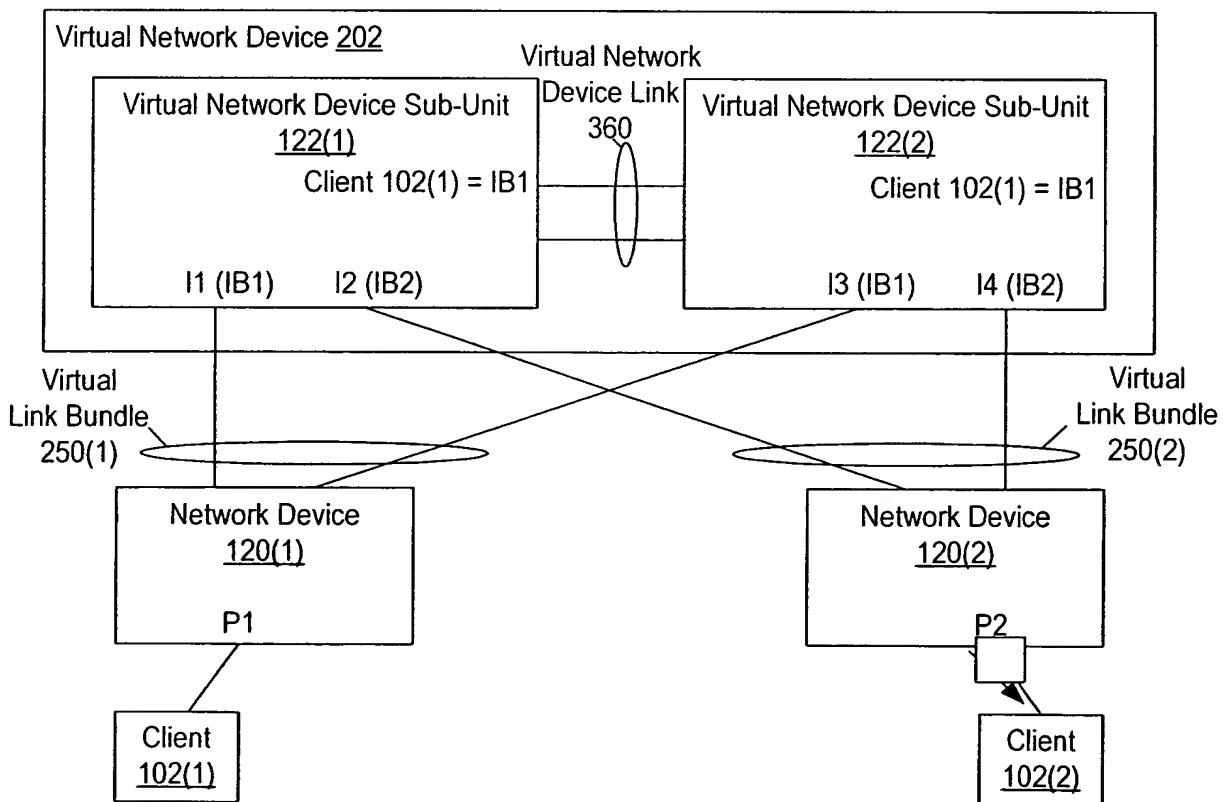 Virtual Network Device 202
Virtual Network
Device Link
360
Virtual Network Device Sub-Unit
122(1)
Client 102(1) = IB1
I1 (IB1)
I2 (IB2)
Virtual Network Device Sub-Unit
122(2)
Client 102(1) = IB1
I3 (IB1)
I4 (IB2)
Virtual
Link Bundle
250(1)
Virtual
Link Bundle
250(2)
Network Device
120(1)
P1
Network Device
120(2)
P2
Client
102(1)
Client
102(2)